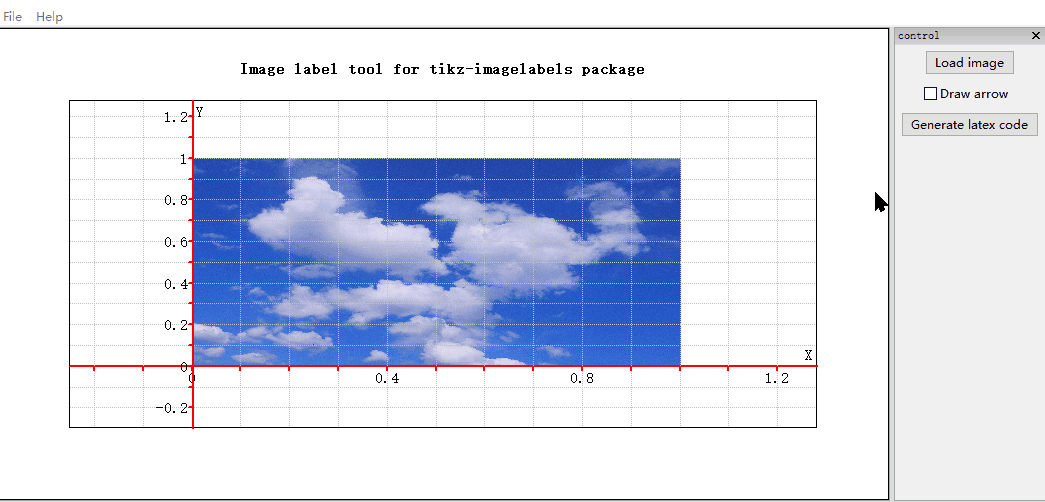 File Help
control
Load image
Draw arrow
Generate latex code
Image label tool for tikz-imagelabels package
Y
1.2
1
0.8
0.6
0.4
0.2
0
-0.2
X
0 0.4 0.8 1.2